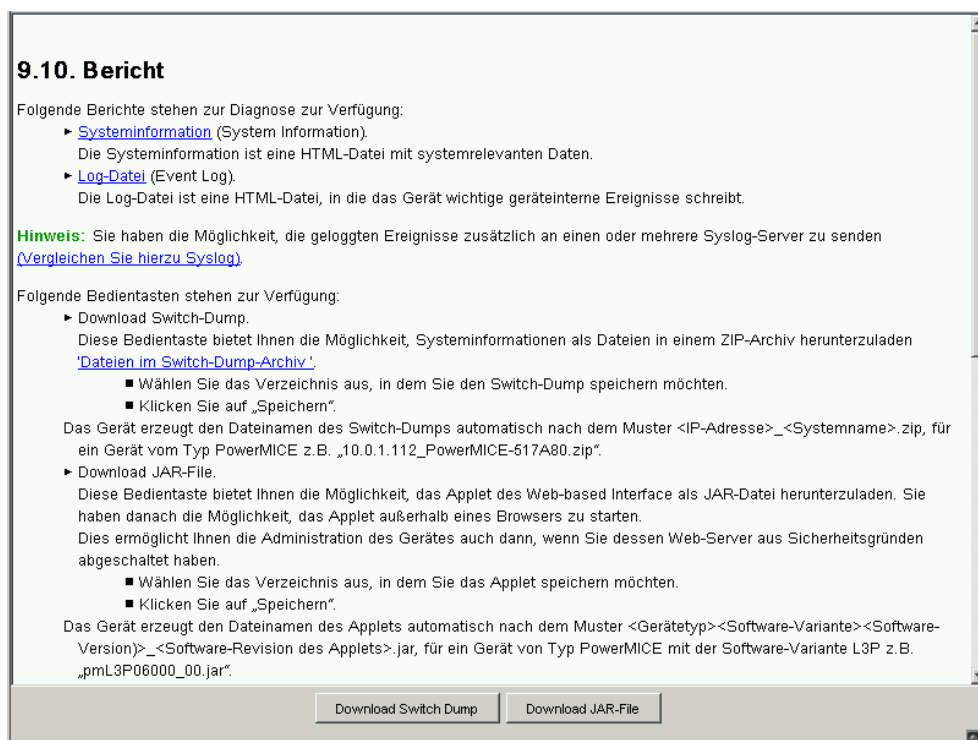 9.10. Bericht
Folgende Berichte stehen zur Diagnose zur Verfügung:
► Systeminformation (System Information).
Die Systeminformation ist eine HTML-Datei mit systemrelevanten Daten.
► Log-Datei (Event Log).
Die Log-Datei ist eine HTML-Datei, in die das Gerät wichtige geräteinterne Ereignisse schreibt.
Hinweis: Sie haben die Möglichkeit, die geloggten Ereignisse zusätzlich an einen oder mehrere Syslog-Server zu senden
(Vergleichen Sie hierzu Syslog).
Folgende Bedientasten stehen zur Verfügung:
► Download Switch-Dump.
Diese Bedientaste bietet Ihnen die Möglichkeit, Systeminformationen als Dateien in einem ZIP-Archiv herunterzuladen
'Dateien im Switch-Dump-Archiv '.
■ Wählen Sie das Verzeichnis aus, in dem Sie den Switch-Dump speichern möchten.
■ Klicken Sie auf „Speichern“.
Das Gerät erzeugt den Dateinamen des Switch-Dumps automatisch nach dem Muster <IP-Adresse>_<Systemname>.zip, für
ein Gerät vom Typ PowerMICE z.B. „10.0.1.112_PowerMICE-517A80.zip“.
► Download JAR-File.
Diese Bedientaste bietet Ihnen die Möglichkeit, das Applet des Web-based Interface als JAR-Datei herunterzuladen. Sie
haben danach die Möglichkeit, das Applet außerhalb eines Browsers zu starten.
Dies ermöglicht Ihnen die Administration des Gerätes auch dann, wenn Sie dessen Web-Server aus Sicherheitsgründen
abgeschaltet haben.
■ Wählen Sie das Verzeichnis aus, in dem Sie das Applet speichern möchten.
■ Klicken Sie auf „Speichern“.
Das Gerät erzeugt den Dateinamen des Applets automatisch nach dem Muster <Gerätetyp><Software-Variante><Software-
Version)>_<Software-Revision des Applets>.jar, für ein Gerät von Typ PowerMICE mit der Software-Variante L3P z.B.
„pmL3P06000_00.jar“.
Download Switch Dump
Download JAR-File